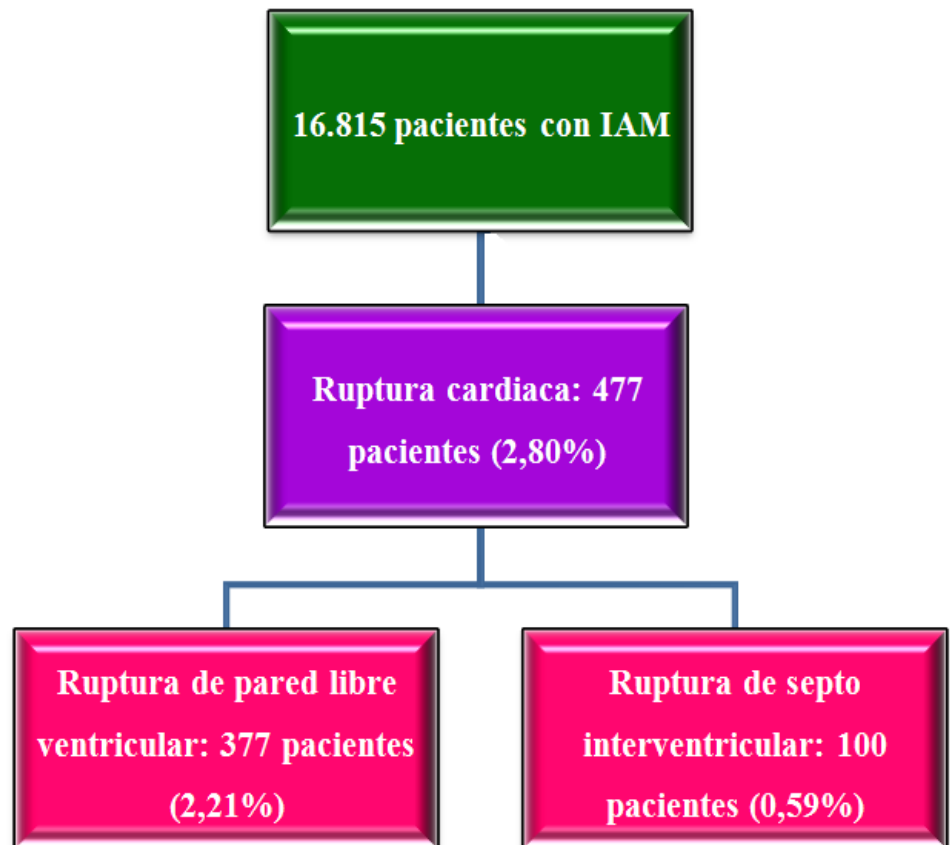 16.815 pacientes con IAM
Ruptura cardiaca: 477
pacientes (2,80%)
Ruptura de pared libre
ventricular: 377 pacientes
(2,21%)
Ruptura de septo
interventricular: 100
pacientes (0,59%)